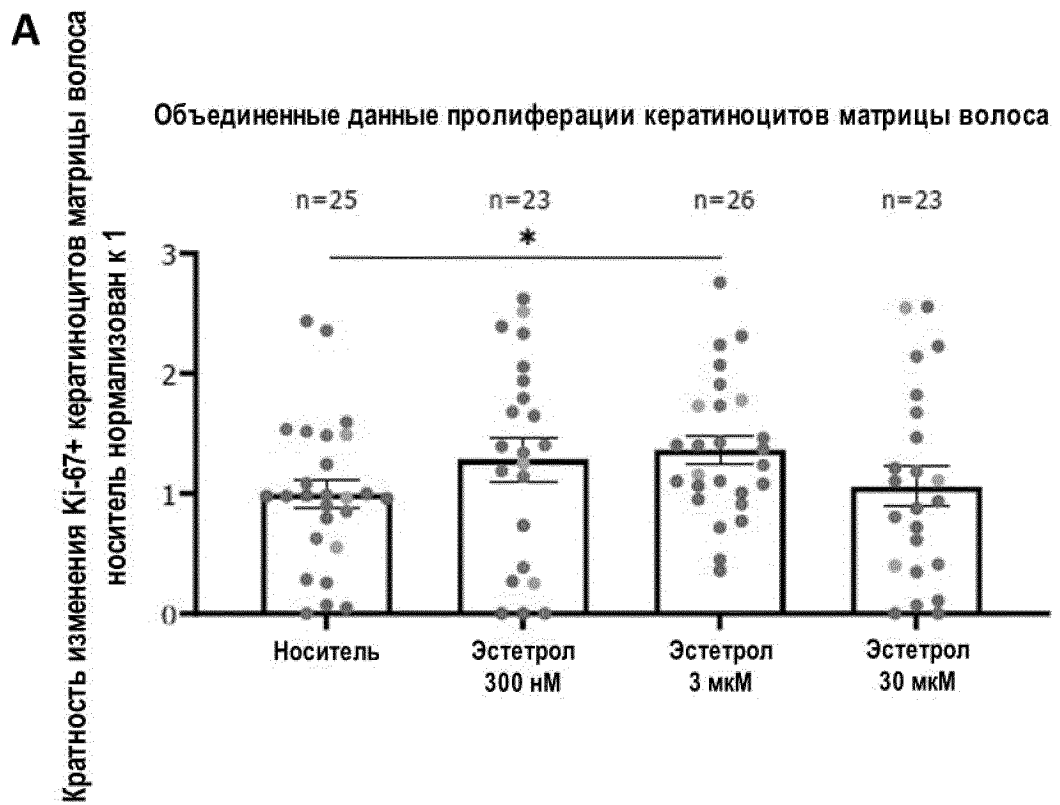 A
Кратность изменения Ki-67+ кератиноцитов матрицы волоса
носитель нормализован к 1
Объединенные данные пролиферации кератиноцитов матрицы волоса
n=25 n=23 n=26 n=23
*
3
2
1
0
Носитель Эстетрол Эстетрол Эстетрол
300 нМ 3 мкМ 30 мкМ